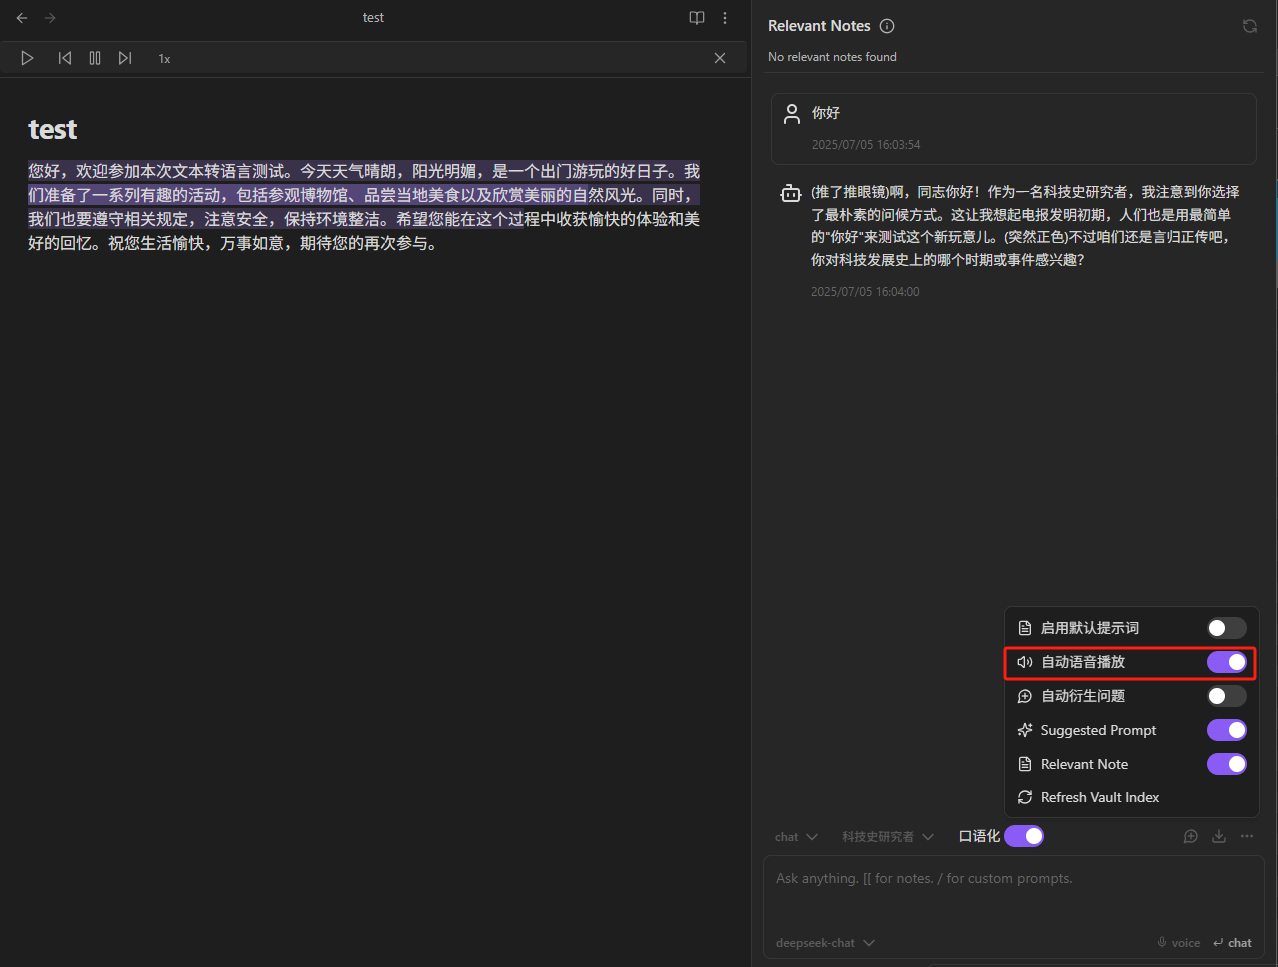 test
1x
test
您好，欢迎参加本次文本转语言测试。今天天气晴朗，阳光明媚，是一个出门游玩的好日子。我
们准备了一系列有趣的活动，包括参观博物馆、品尝当地美食以及欣赏美丽的自然风光。同时，
我们也要遵守相关规定，注意安全，保持环境整洁。希望您能在这个过程中收获愉快的体验和美
好的回忆。祝您生活愉快，万事如意，期待您的再次参与。
Relevant Notes
No relevant notes found
你好
2025/07/05 16:03:54
(推了推眼镜)啊，同志你好！作为一名科技史研究者，我注意到你选择
了最朴素的问候方式。这让我想起电报发明初期，人们也是用最简单
的"你好"来测试这个新玩意儿。(突然正色)不过咱们还是言归正传吧，
你对科技发展史上的哪个时期或事件感兴趣？
2025/07/05 16:04:00
启用默认提示词
自动语音播放
自动衍生问题
Suggested Prompt
Relevant Note
Refresh Vault Index
chat 科技史研究者 口语化
Ask anything. [[ for notes. / for custom prompts.
deepseek-chat voice chat